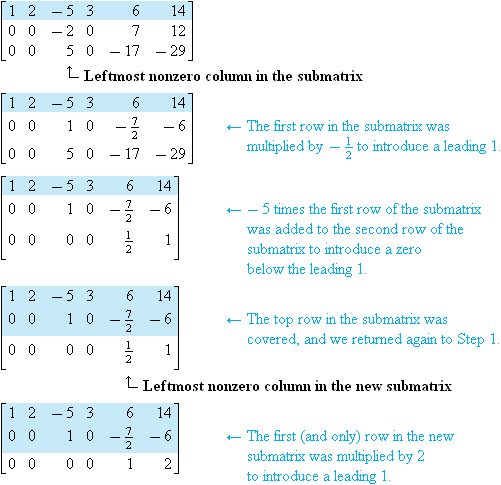 1 2 − 5 3 6 14
0 0 − 2 0 7 12
0 0 5 0 − 17 − 29
Leftmost nonzero column in the submatrix
1 2 − 5 3 6 14
0 0 1 0 − 7/2 − 6
0 0 5 0 − 17 − 29
← The first row in the submatrix was
multiplied by − 1/2 to introduce a leading 1.
1 2 − 5 3 6 14
0 0 1 0 − 7/2 − 6
0 0 0 0 1/2 1
← − 5 times the first row of the submatrix
was added to the second row of the
submatrix to introduce a zero
below the leading 1.
1 2 − 5 3 6 14
0 0 1 0 − 7/2 − 6
0 0 0 0 1/2 1
← The top row in the submatrix was
covered, and we returned again to Step 1.
Leftmost nonzero column in the new submatrix
1 2 − 5 3 6 14
0 0 1 0 − 7/2 − 6
0 0 0 0 1 2
← The first (and only) row in the new
submatrix was multiplied by 2
to introduce a leading 1.